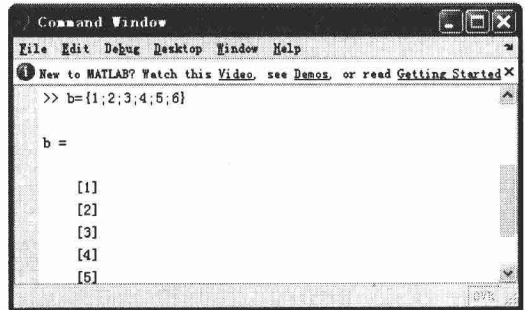 Command Window
File Edit Debug Desktop Window Help
New to MATLAB? Watch this Video, see Demos, or read Getting Started
>> b={1;2;3;4;5;6}
b =
[1]
[2]
[3]
[4]
[5]
OVR